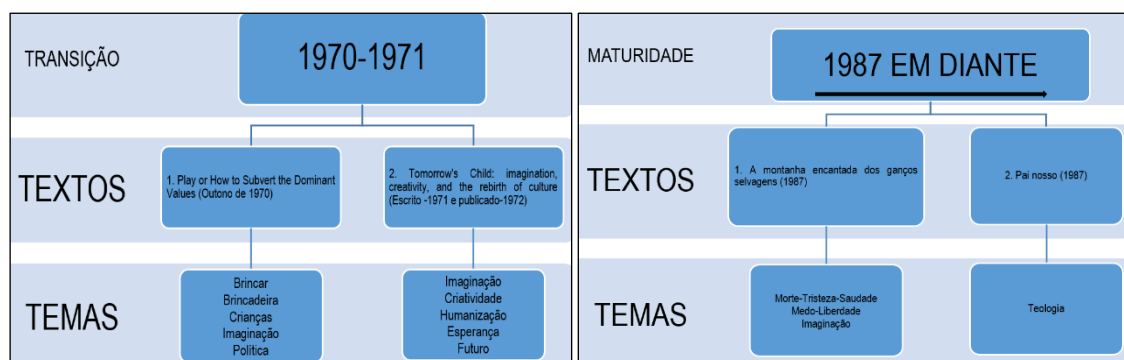 TRANSIÇÃO
1970-1971
TEXTOS
1. Play or How to Subvert the Dominant
Values (Outono de 1970)
2. Tomorrow's Child: imagination,
creativity, and the rebirth of culture
(Escrito -1971 e publicado-1972)
TEMAS
Brincar
Brincadeira
Crianças
Imaginação
Política
Imaginação
Criatividade
Humanização
Esperança
Futuro
MATURIDADE
1987 EM DIANTE
TEXTOS
1. A montanha encantada dos ganços
selvagens (1987)
2. Pai nosso (1987)
TEMAS
Morte-Tristeza-Saudade
Medo-Liberdade
Imaginação
Teologia